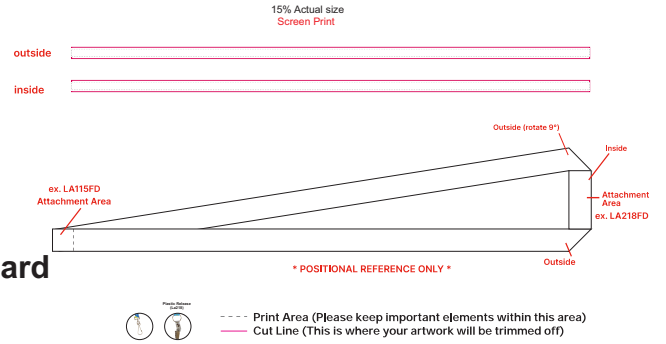 15% Actual size
Screen Print
outside
inside
Outside (rotate 9°)
Inside
ex. LA115FD
Attachment Area
Attachment
Area
ex. LA218FD
Outside
ard
* POSITIONAL REFERENCE ONLY *
Plastic Release
(La218)
Print Area (Please keep important elements within this area)
Cut Line (This is where your artwork will be trimmed off)